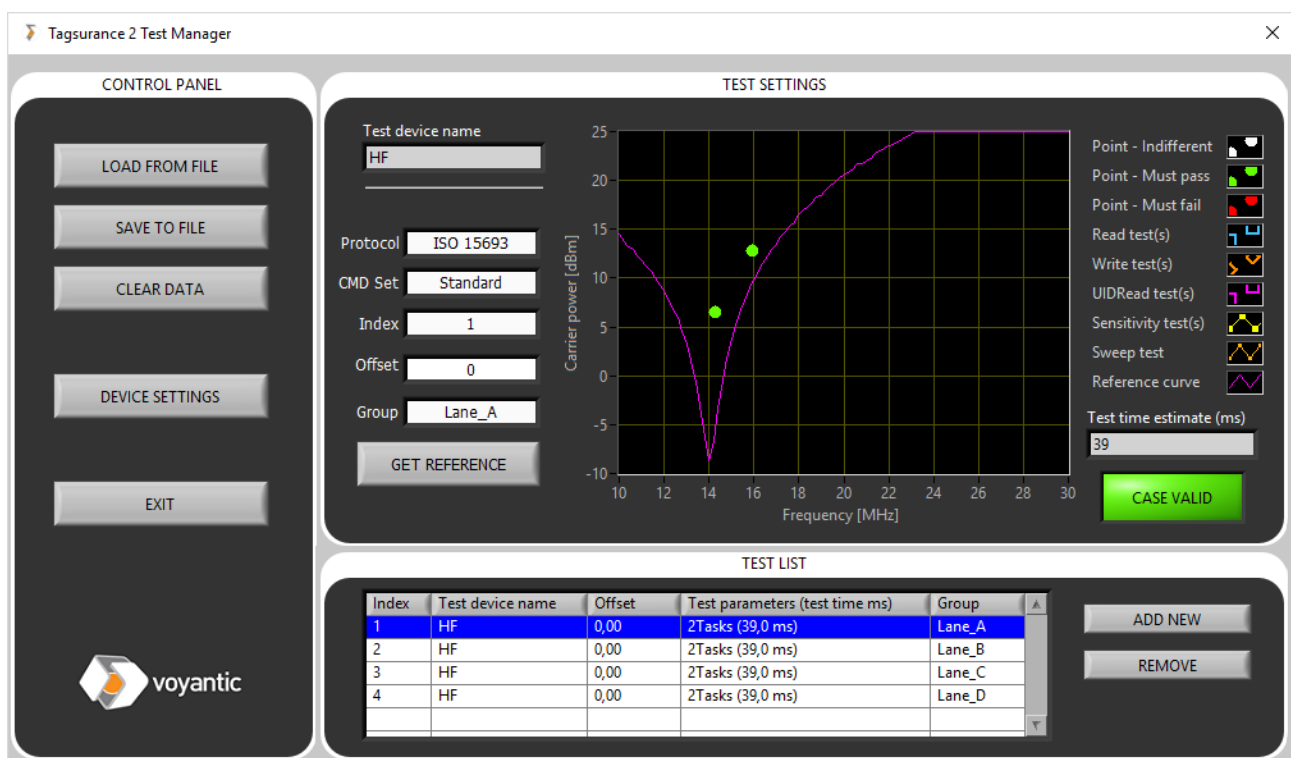 Tagsurance 2 Test Manager
CONTROL PANEL
LOAD FROM FILE
SAVE TO FILE
CLEAR DATA
DEVICE SETTINGS
EXIT
voyantic
TEST SETTINGS
Test device name
HF
Protocol ISO 15693
CMD Set Standard
Index 1
Offset 0
Group Lane_A
GET REFERENCE
Carrier power [dBm]
25
20
15
10
5
0
-5
-10
10 12 14 16 18 20 22 24 26 28 30
Frequency [MHz]
Point - Indifferent
Point - Must pass
Point - Must fail
Read test(s)
Write test(s)
UIDRead test(s)
Sensitivity test(s)
Sweep test
Reference curve
Test time estimate (ms)
39
CASE VALID
TEST LIST
Index Test device name Offset Test parameters (test time ms) Group
1 HF 0,00 2Tasks (39,0 ms) Lane_A
2 HF 0,00 2Tasks (39,0 ms) Lane_B
3 HF 0,00 2Tasks (39,0 ms) Lane_C
4 HF 0,00 2Tasks (39,0 ms) Lane_D
ADD NEW
REMOVE